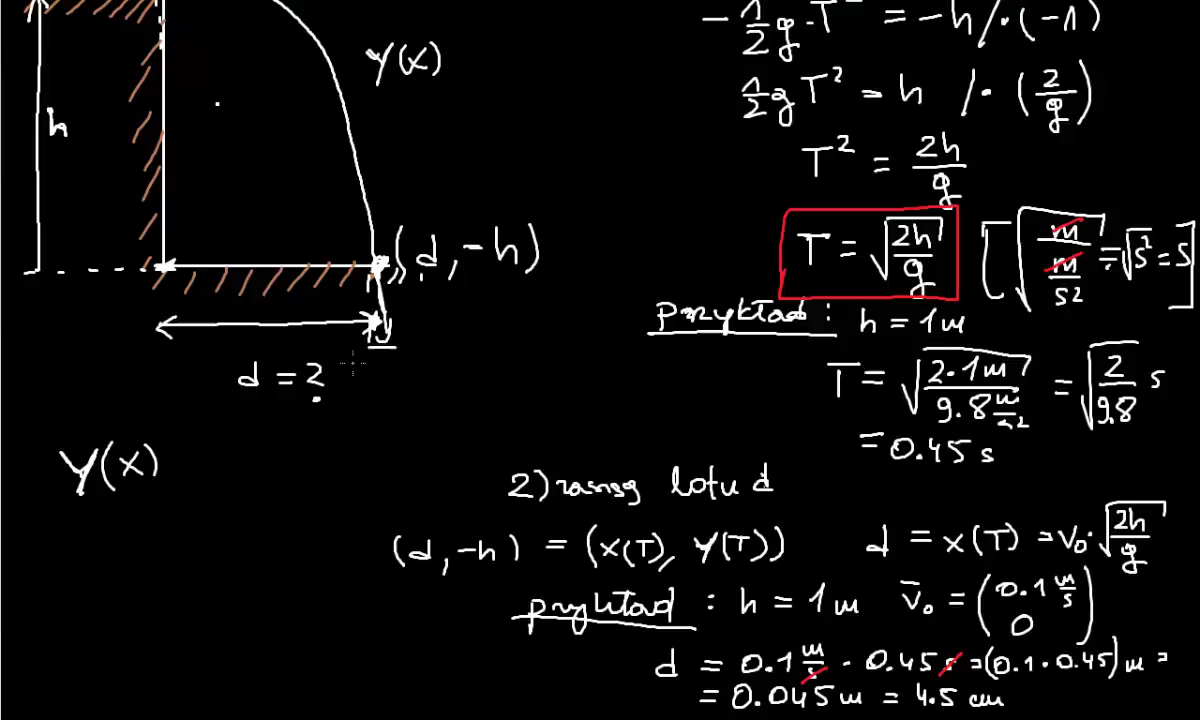 h
Y(X)
(d, -h)
d = ?
Y(X)
-1/2 g · T² = -h /·(-1)
1/2 g T² = h /· (2/g)
T² = 2h/g
T = √(2h/g) [√(m/(m/s²)) = √s² = s]
przykład : h = 1m
T = √(2·1m / 9.8 m/s²) = √(2/9.8) s
= 0.45 s
2) zasięg lotu d
(d, -h) = (X(T), Y(T)) d = X(T) = V₀·√(2h/g)
przykład : h = 1m v̄₀ = (0.1 m/s 0)
d = 0.1 m/s · 0.45 s = (0.1 · 0.45) m =
= 0.045 m = 4.5 cm